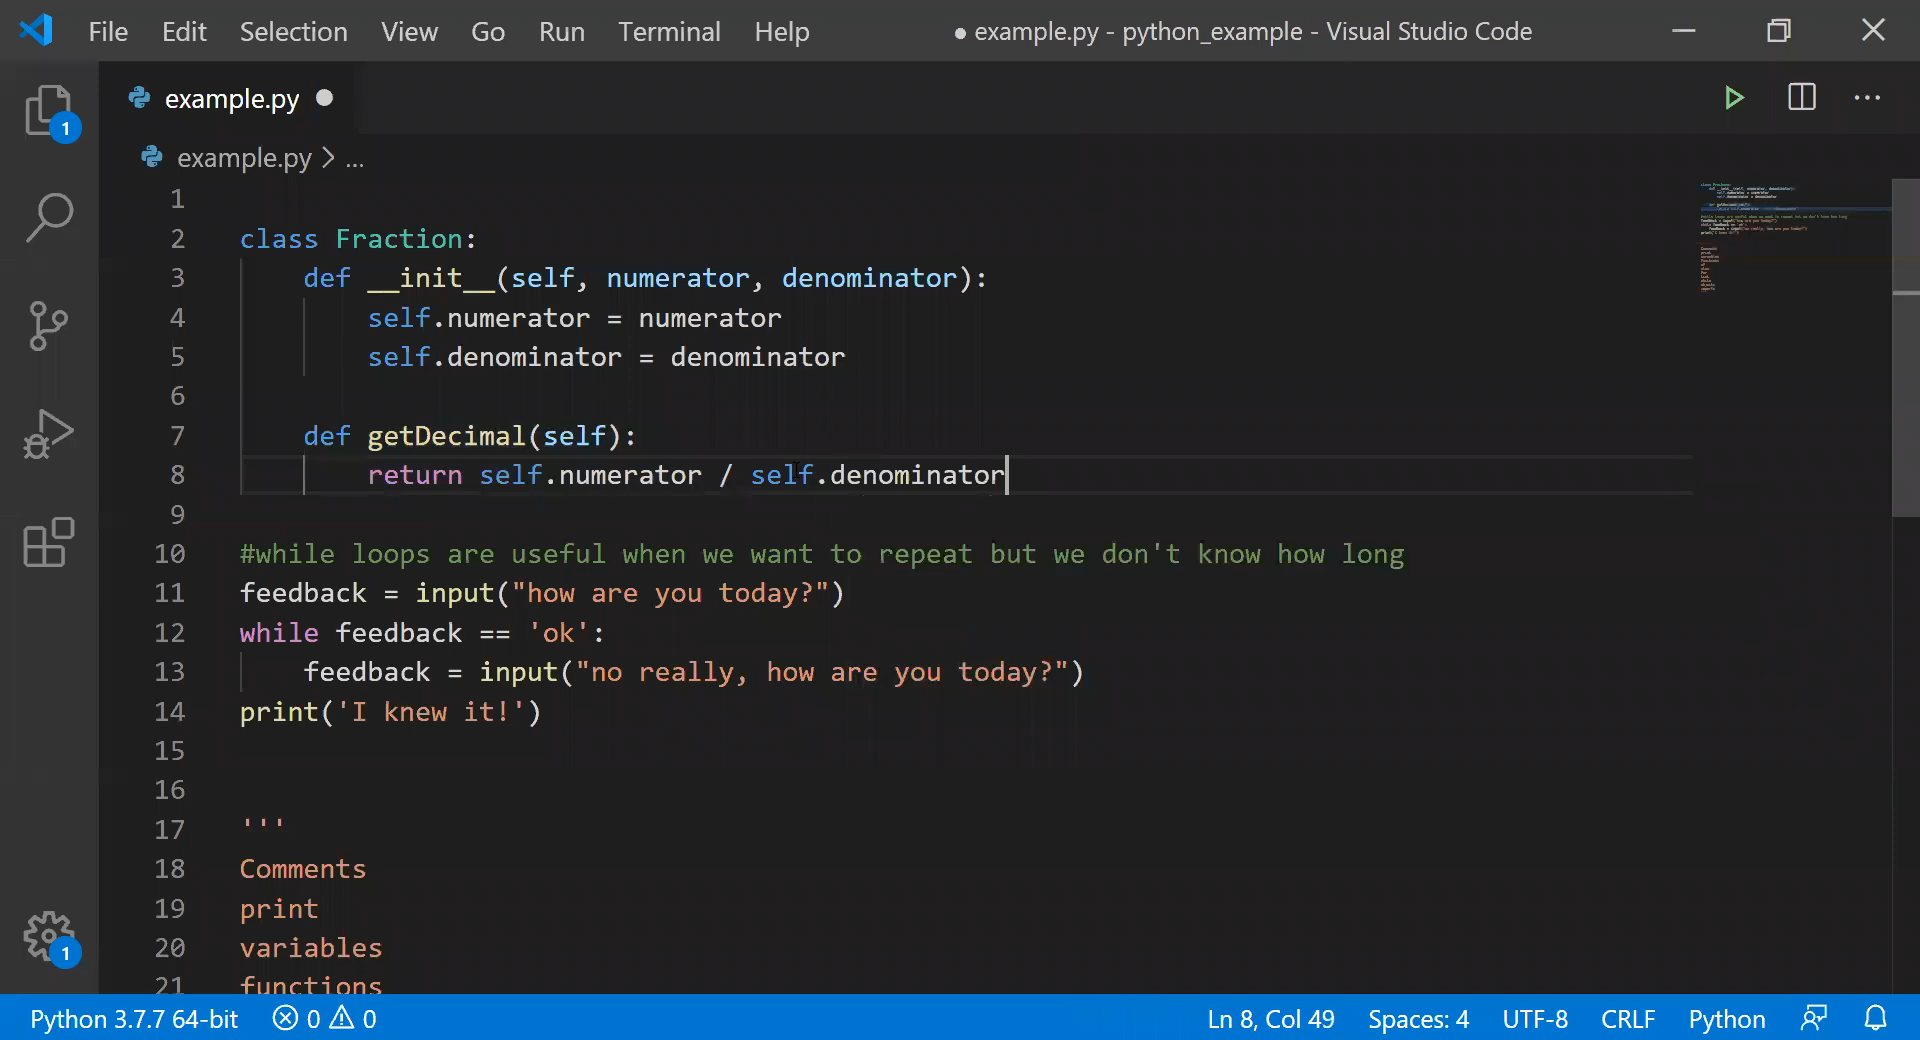 File Edit Selection View Go Run Terminal Help ● example.py - python_example - Visual Studio Code
example.py ●
example.py > ...
1
2 class Fraction:
3     def __init__(self, numerator, denominator):
4         self.numerator = numerator
5         self.denominator = denominator
6
7     def getDecimal(self):
8         return self.numerator / self.denominator
9
10 #while loops are useful when we want to repeat but we don't know how long
11 feedback = input("how are you today?")
12 while feedback == 'ok':
13     feedback = input("no really, how are you today?")
14 print('I knew it!')
15
16
17 '''
18 Comments
19 print
20 variables
21 functions
1
1
Python 3.7.7 64-bit 0 0 Ln 8, Col 49 Spaces: 4 UTF-8 CRLF Python